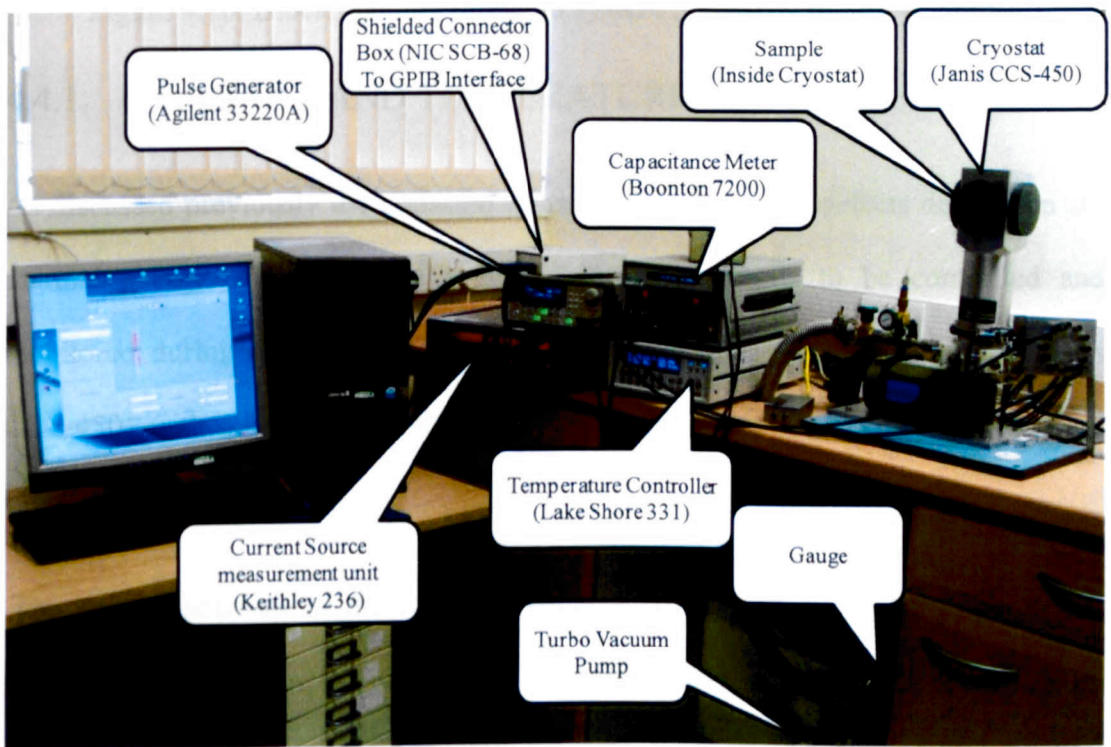 Shielded Connector
Box (NIC SCB-68)
To GPIB Interface
Pulse Generator
(Agilent 33220A)
Sample
(Inside Cryostat)
Cryostat
(Janis CCS-450)
Capacitance Meter
(Boonton 7200)
Temperature Controller
(Lake Shore 331)
Current Source
measurement unit
(Keithley 236)
Gauge
Turbo Vacuum
Pump